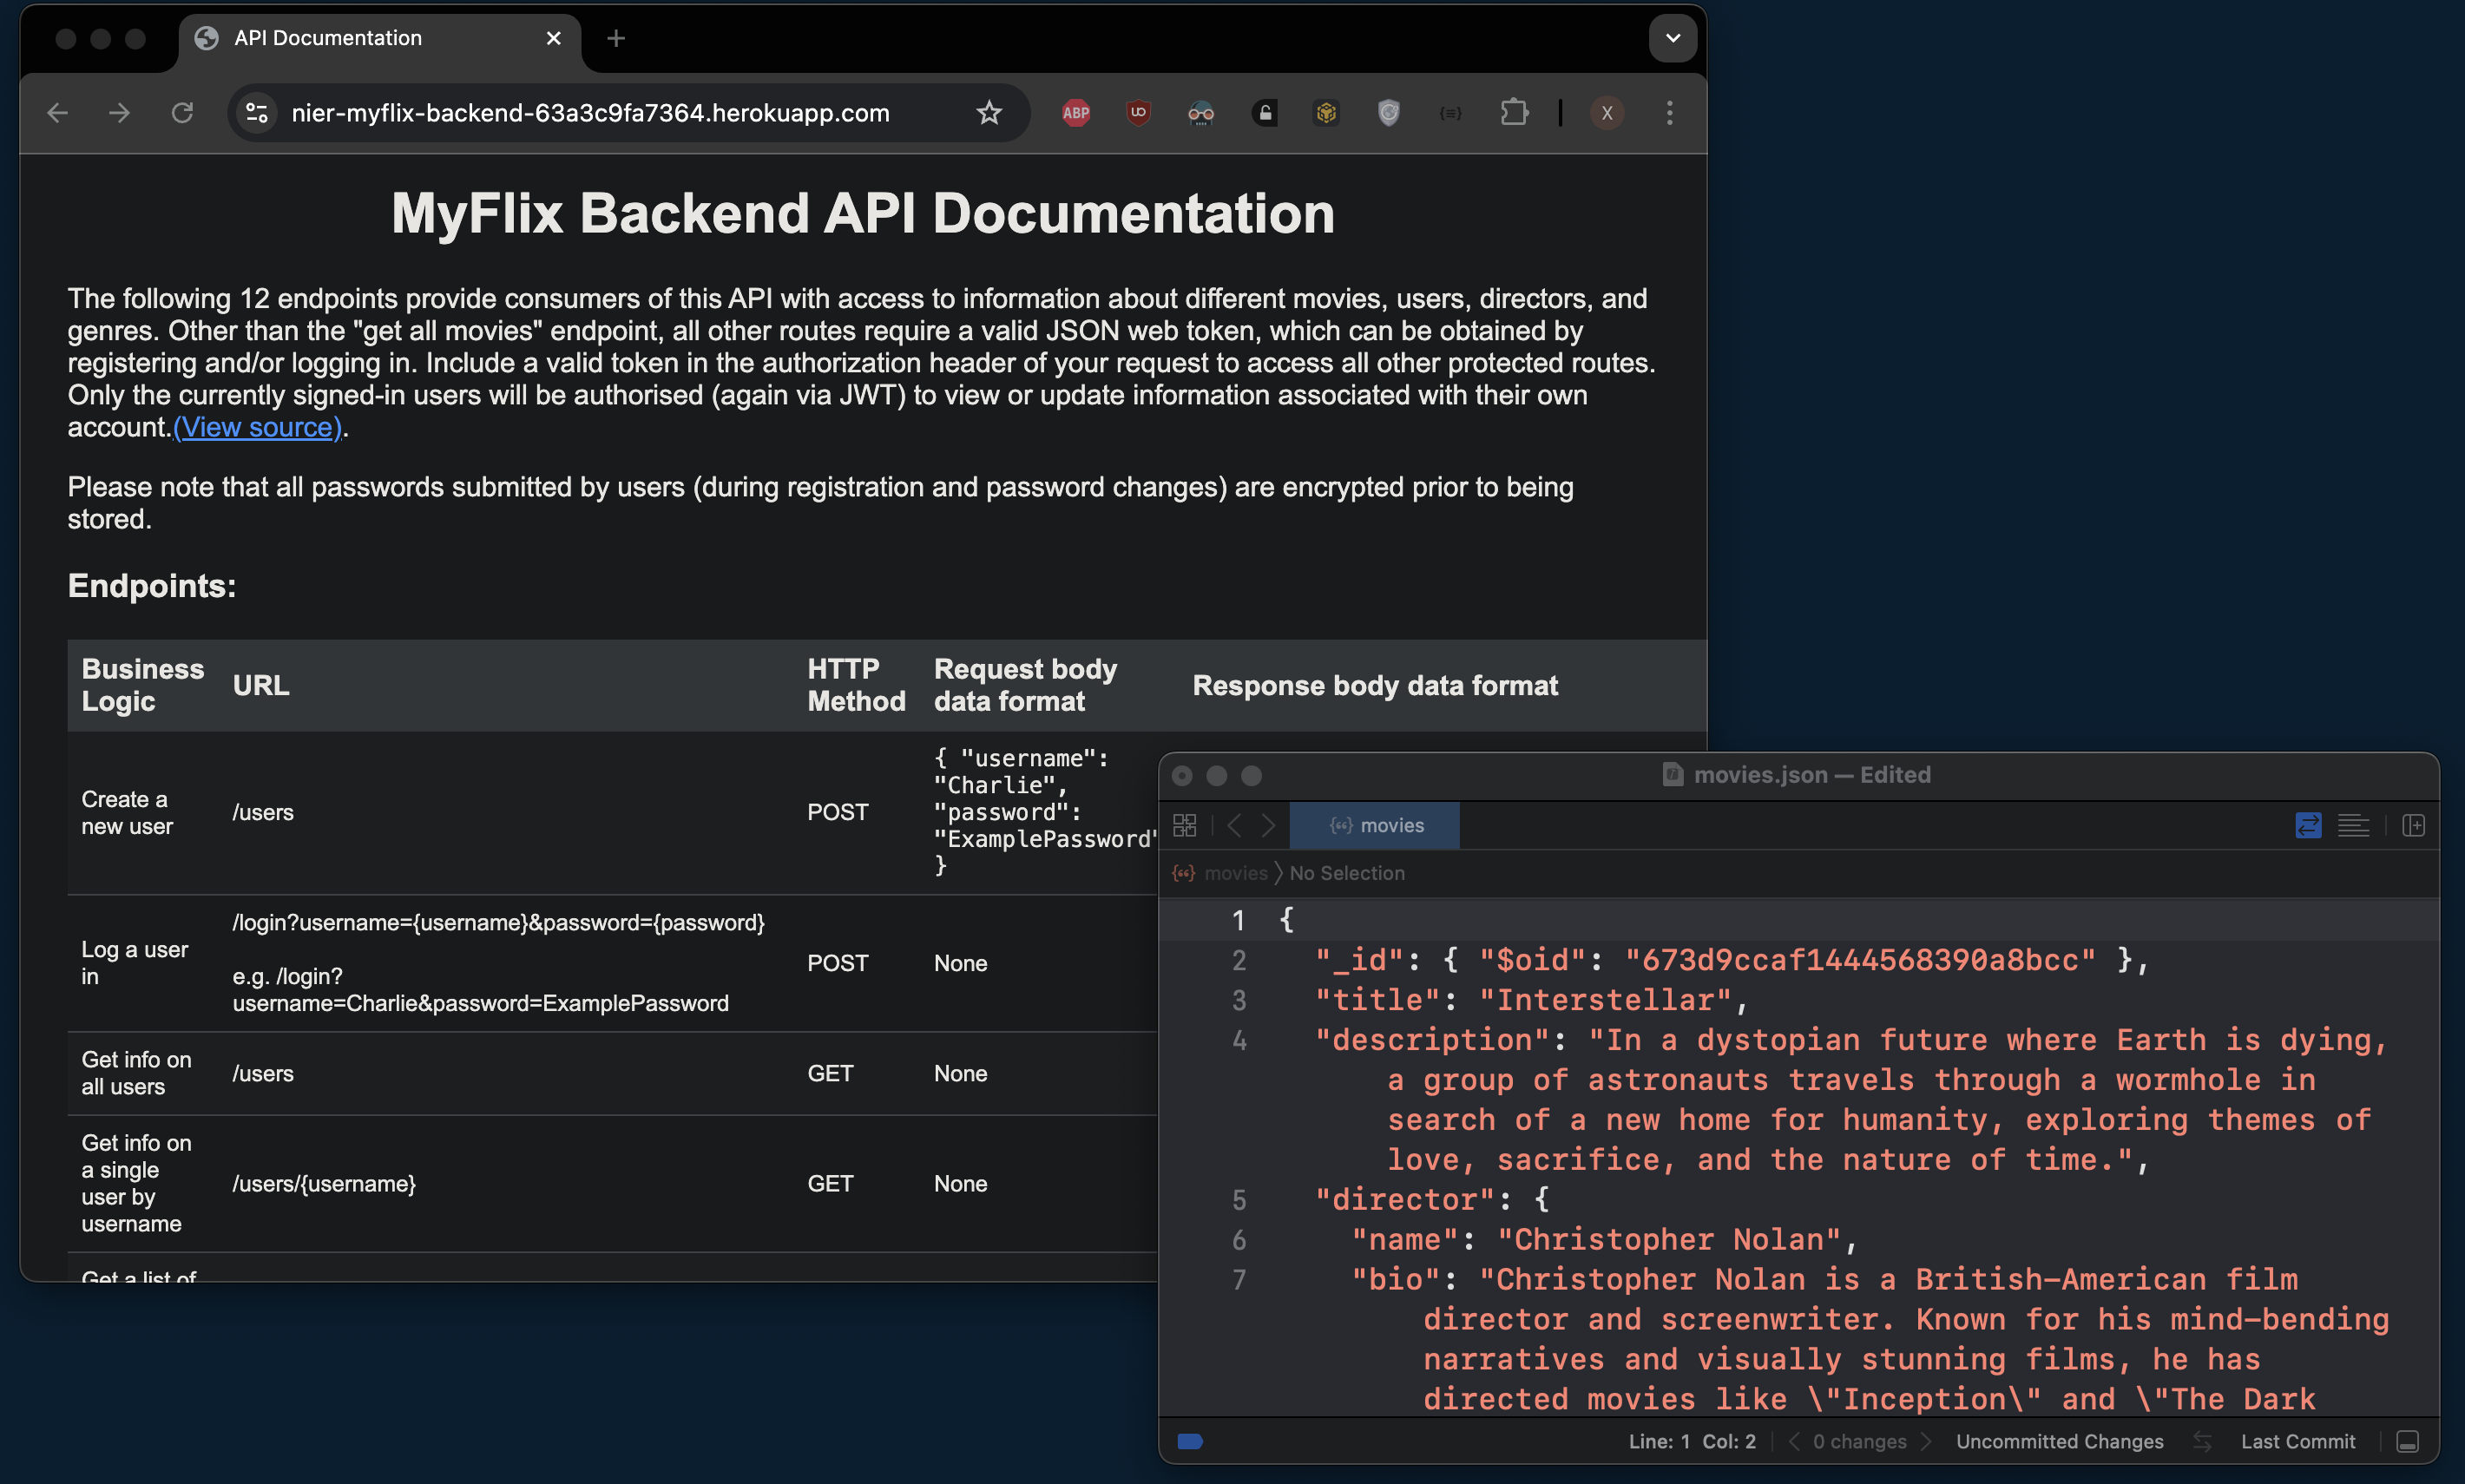 API Documentation
nier-myflix-backend-63a3c9fa7364.herokuapp.com
ABP
X
MyFlix Backend API Documentation
The following 12 endpoints provide consumers of this API with access to information about different movies, users, directors, and
genres. Other than the "get all movies" endpoint, all other routes require a valid JSON web token, which can be obtained by
registering and/or logging in. Include a valid token in the authorization header of your request to access all other protected routes.
Only the currently signed-in users will be authorised (again via JWT) to view or update information associated with their own
account.(View source).
Please note that all passwords submitted by users (during registration and password changes) are encrypted prior to being
stored.
Endpoints:
Business
Logic
URL
HTTP
Method
Request body
data format
Response body data format
Create a
new user
/users
POST
{ "username":
"Charlie",
"password":
"ExamplePassword"
}
Log a user
in
/login?username={username}&password={password}
e.g. /login?
username=Charlie&password=ExamplePassword
POST
None
Get info on
all users
/users
GET
None
Get info on
a single
user by
username
/users/{username}
GET
None
Get a list of
movies.json — Edited
movies
movies
No Selection
1 {
2 "_id": { "$oid": "673d9ccaf1444568390a8bcc" },
3 "title": "Interstellar",
4 "description": "In a dystopian future where Earth is dying,
a group of astronauts travels through a wormhole in
search of a new home for humanity, exploring themes of
love, sacrifice, and the nature of time.",
5 "director": {
6 "name": "Christopher Nolan",
7 "bio": "Christopher Nolan is a British-American film
director and screenwriter. Known for his mind-bending
narratives and visually stunning films, he has
directed movies like \"Inception\" and \"The Dark
Line: 1 Col: 2
0 changes
Uncommitted Changes
Last Commit